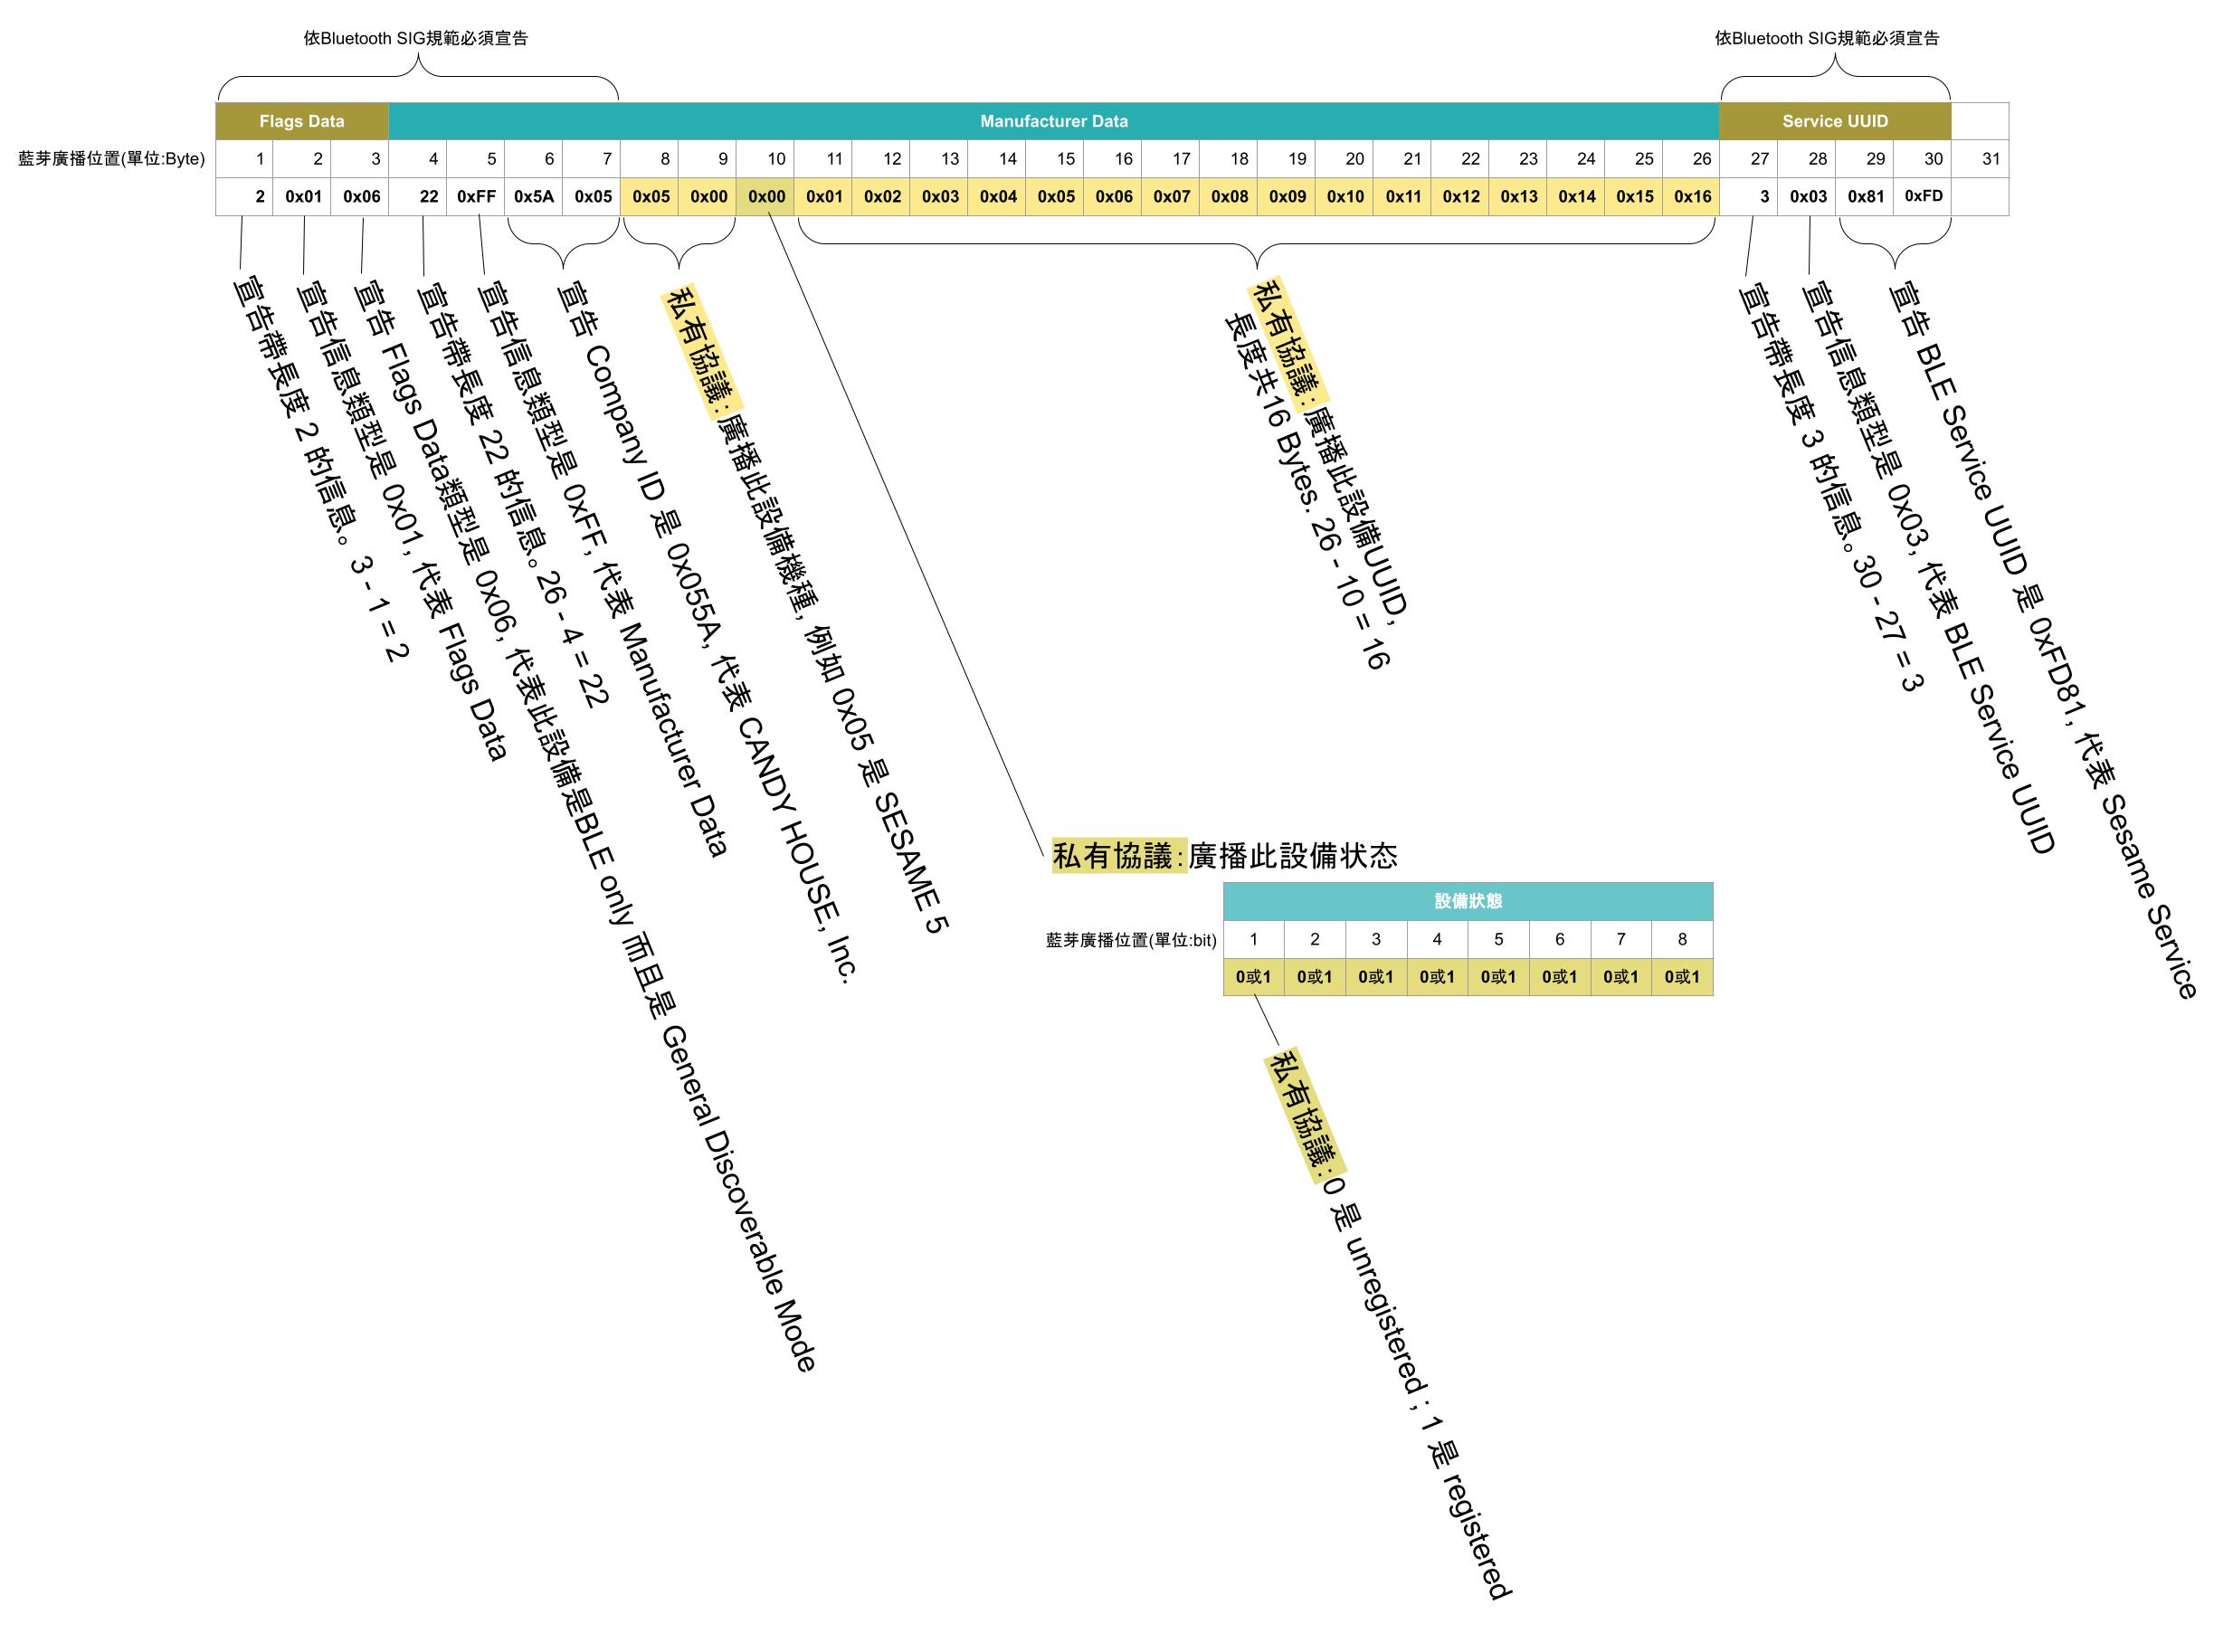 依Bluetooth SIG規範必須宣告 依Bluetooth SIG規範必須宣告
Flags Data Manufacturer Data Service UUID
藍芽廣播位置(單位:Byte) 1 2 3 4 5 6 7 8 9 10 11 12 13 14 15 16 17 18 19 20 21 22 23 24 25 26 27 28 29 30 31
2 0x01 0x06 22 0xFF 0x5A 0x05 0x05 0x00 0x00 0x01 0x02 0x03 0x04 0x05 0x06 0x07 0x08 0x09 0x10 0x11 0x12 0x13 0x14 0x15 0x16 3 0x03 0x81 0xFD
宣告帶長度 2 的信息。3 - 1 = 2
宣告信息類型是 0x01, 代表 Flags Data
宣告 Flags Data類型是 0x06, 代表此設備是BLE only 而且是 General Discoverable Mode
宣告帶長度 22 的信息。26 - 4 = 22
宣告信息類型是 0xFF, 代表 Manufacturer Data
宣告 Company ID 是 0x055A, 代表 CANDY HOUSE, Inc.
私有協議:廣播此設備機種, 例如 0x05 是 SESAME 5
私有協議:廣播此設備UUID,
長度共16 Bytes. 26 - 10 = 16
宣告帶長度 3 的信息。30 - 27 = 3
宣告信息類型是 0x03, 代表 BLE Service UUID
宣告 BLE Service UUID 是 0xFD81, 代表 Sesame Service
私有協議:廣播此設備状态
設備狀態
藍芽廣播位置(單位:bit) 1 2 3 4 5 6 7 8
0或1 0或1 0或1 0或1 0或1 0或1 0或1 0或1
私有協議:0 是 unregistered ; 1 是 registered